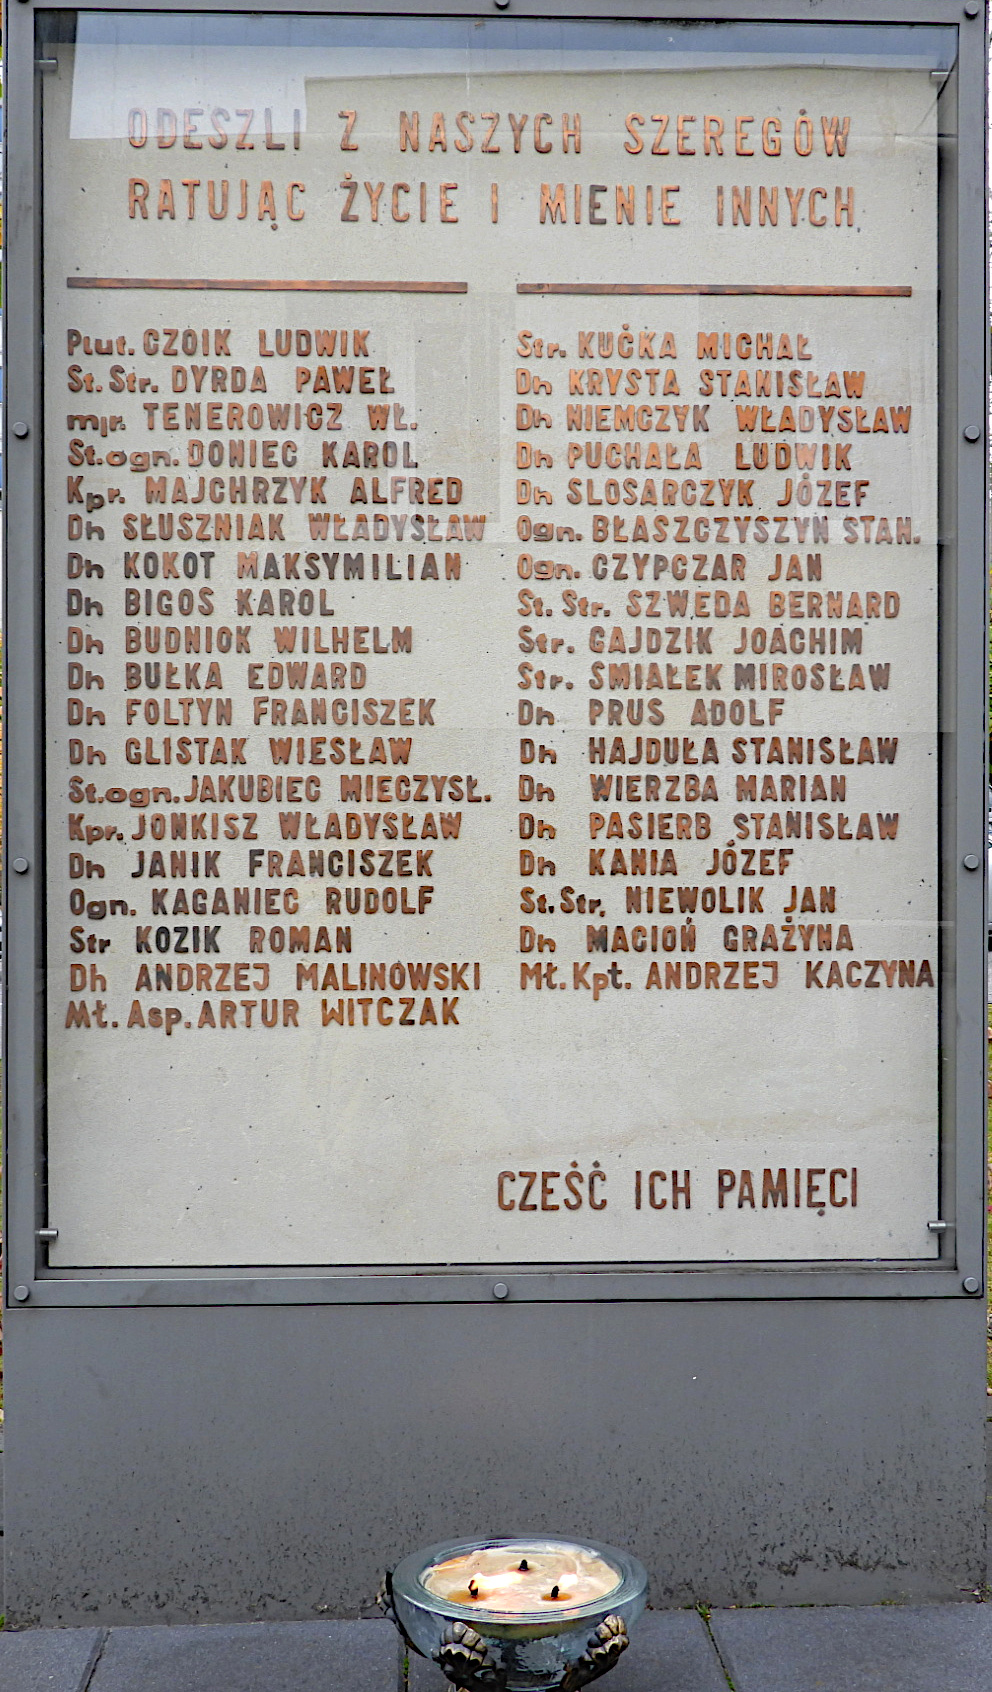 ODESZLI Z NASZYCH SZEREGÓW
RATUJĄC ŻYCIE I MIENIE INNYCH
Plut. CZOIK LUDWIK
St. Str. DYRDA PAWEŁ
mjr. TENEROWICZ WŁ.
St. ogn. DONIEC KAROL
Kpr. MAJCHRZYK ALFRED
Dh SŁUSZNIAK WŁADYSŁAW
Dh KOKOT MAKSYMILIAN
Dh BIGOS KAROL
Dh BUDNIOK WILHELM
Dh BUŁKA EDWARD
Dh FOLTYN FRANCISZEK
Dh GLISTAK WIESŁAW
St. ogn. JAKUBIEC MIECZYSŁ.
Kpr. JONKISZ WŁADYSŁAW
Dh JANIK FRANCISZEK
Ogn. KAGANIEC RUDOLF
Str KOZIK ROMAN
Dh ANDRZEJ MALINOWSKI
Mł. Asp. ARTUR WITCZAK
Str. KUĆKA MICHAŁ
Dh KRYSTA STANISŁAW
Dh NIEMCZYK WŁADYSŁAW
Dh PUCHAŁA LUDWIK
Dh SLOSARCZYK JÓZEF
Ogn. BŁASZCZYSZYN STAN.
Ogn. CZYPCZAR JAN
St. Str. SZWEDA BERNARD
Str. GAJDZIK JOACHIM
Str. SMIAŁEK MIROSŁAW
Dh PRUS ADOLF
Dh HAJDUŁA STANISŁAW
Dh WIERZBA MARIAN
Dh PASIERB STANISŁAW
Dh KANIA JÓZEF
St. Str. NIEWOLIK JAN
Dh MACIOŃ GRAŻYNA
Mł. Kpt. ANDRZEJ KACZYNA
CZEŚĆ ICH PAMIĘCI